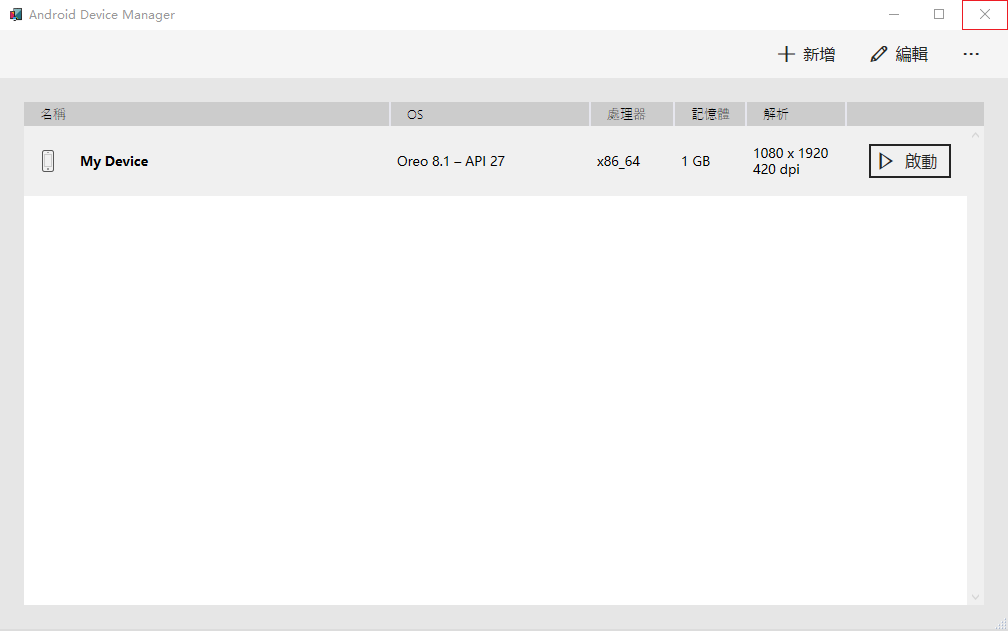 Android Device Manager
新增 編輯 ···
名稱 OS 處理器 記憶體 解析
My Device Oreo 8.1 – API 27 x86_64 1 GB 1080 x 1920
420 dpi
啟動